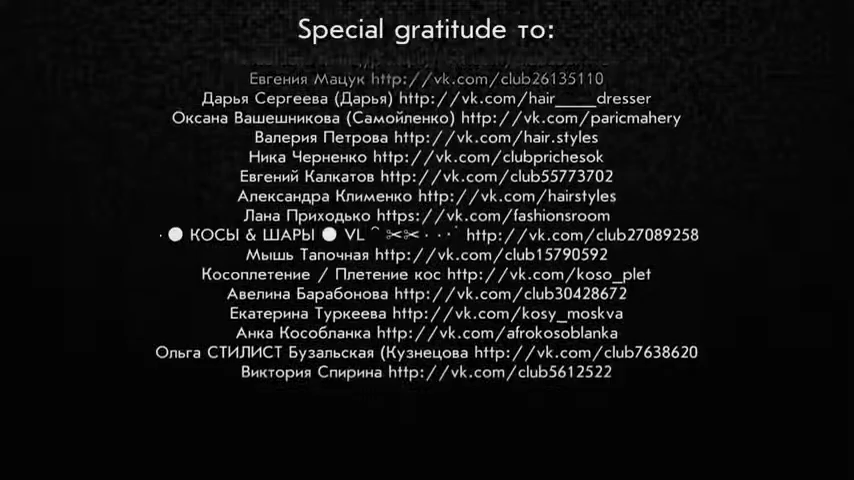 Special gratitude to:
Евгения Мацук http://vk.com/club26135110
Дарья Сергеева (Дарья) http://vk.com/hair____dresser
Оксана Вашешникова (Самойленко) http://vk.com/paricmahery
Валерия Петрова http://vk.com/hair.styles
Ника Черненко http://vk.com/clubprichesok
Евгений Калкатов http://vk.com/club55773702
Александра Клименко http://vk.com/hairstyles
Лана Приходько https://vk.com/fashionsroom
· ● КОСЫ & ШАРЫ ● VL ⌒ ✂✂ · · ·˙ http://vk.com/club27089258
Мышь Тапочная http://vk.com/club15790592
Косоплетение / Плетение кос http://vk.com/koso_plet
Авелина Барабонова http://vk.com/club30428672
Екатерина Туркеева http://vk.com/kosy_moskva
Анка Кособланка http://vk.com/afrokosoblanka
Ольга СТИЛИСТ Бузальская (Кузнецова http://vk.com/club7638620
Виктория Спирина http://vk.com/club5612522